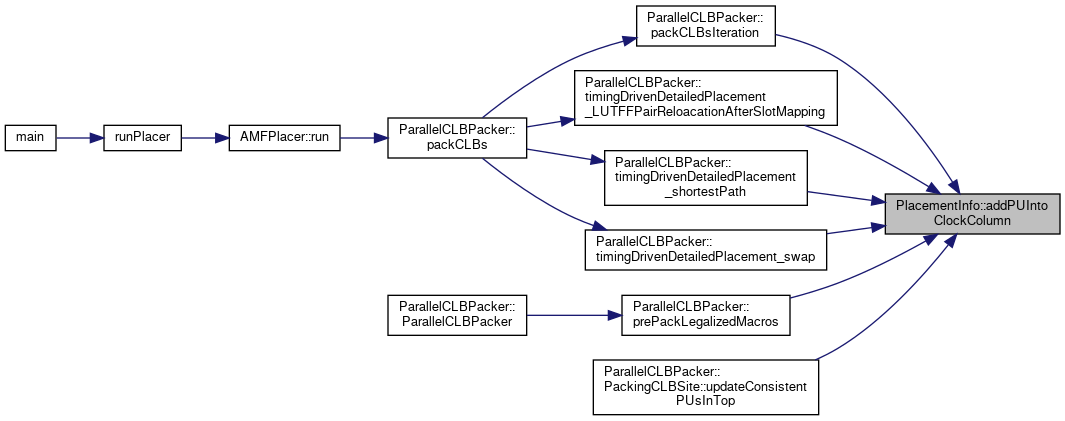 ParallelCLBPacker::
packCLBsIteration
ParallelCLBPacker::
timingDrivenDetailedPlacement
_LUTFFPairReloacationAfterSlotMapping
main
runPlacer
AMFPlacer::run
ParallelCLBPacker::
packCLBs
ParallelCLBPacker::
timingDrivenDetailedPlacement
_shortestPath
PlacementInfo::addPUInto
ClockColumn
ParallelCLBPacker::
timingDrivenDetailedPlacement_swap
ParallelCLBPacker::
ParallelCLBPacker
ParallelCLBPacker::
prePackLegalizedMacros
ParallelCLBPacker::
PackingCLBSite::updateConsistent
PUsInTop